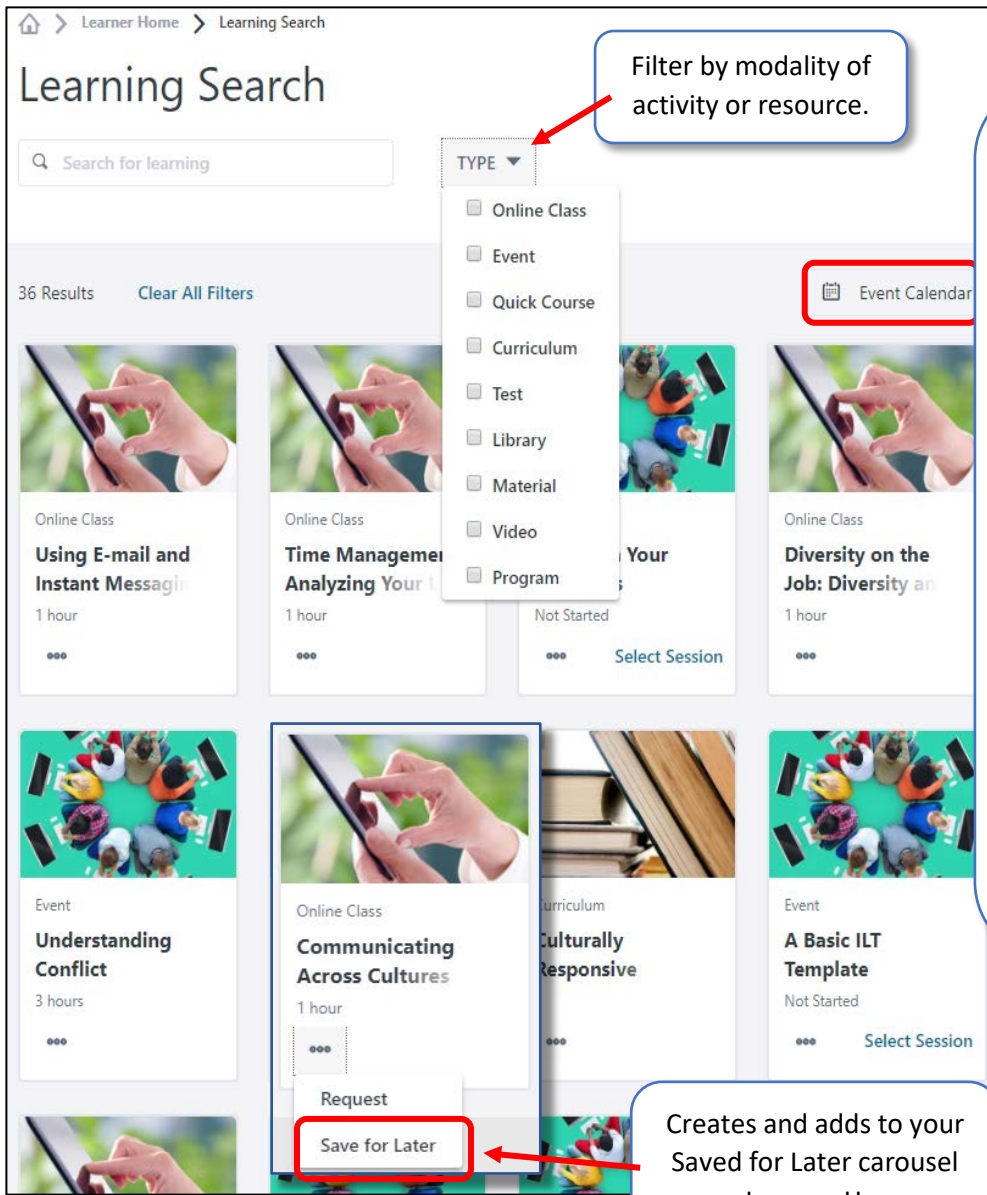 Learner Home Learning Search
Learning Search
Filter by modality of
activity or resource.
Search for learning
TYPE
Online Class
Event
Quick Course
Curriculum
Test
Library
Material
Video
Program
36 Results Clear All Filters
Event Calendar
Online Class
Using E-mail and
Instant Messagin
1 hour
Online Class
Time Managemen
Analyzing Your
1 hour
Your
Not Started
Select Session
Online Class
Diversity on the
Job: Diversity an
1 hour
Event
Understanding
Conflict
3 hours
Online Class
Communicating
Across Cultures
1 hour
Request
Save for Later
Curriculum
Culturally
Responsive
Event
A Basic ILT
Template
Not Started
Select Session
Creates and adds to your
Saved for Later carousel